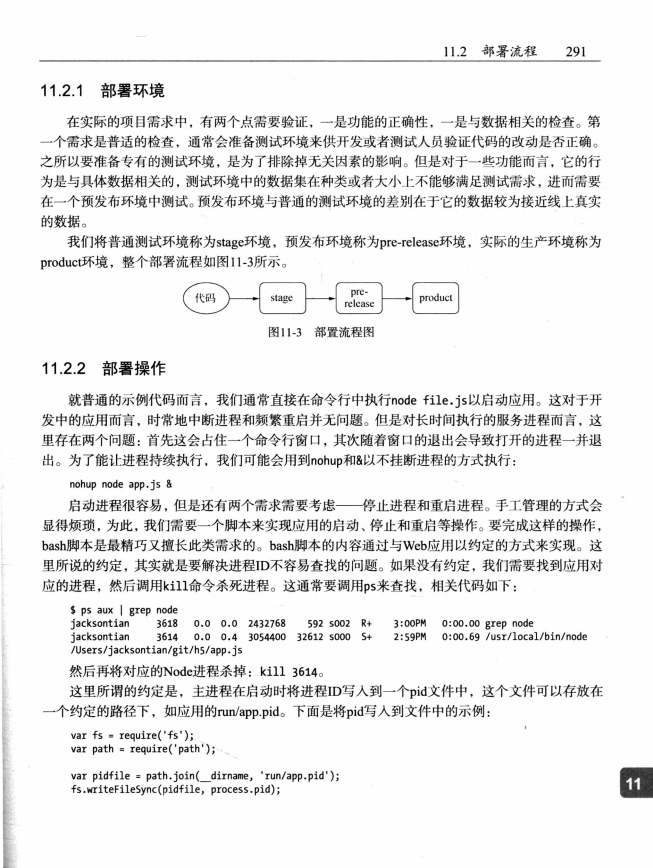 11.2 部署流程 291
11.2.1 部署环境
在实际的项目需求中，有两个点需要验证，一是功能的正确性，一是与数据相关的检查。第
一个需求是普适的检查，通常会准备测试环境来供开发或者测试人员验证代码的改动是否正确。
之所以要准备专有的测试环境，是为了排除掉无关因素的影响。但是对于一些功能而言，它的行
为是与具体数据相关的，测试环境中的数据集在种类或者大小上不能够满足测试需求，进而需要
在一个预发布环境中测试。预发布环境与普通的测试环境的差别在于它的数据较为接近线上真实
的数据。
我们将普通测试环境称为stage环境，预发布环境称为pre-release环境，实际的生产环境称为
product环境，整个部署流程如图11-3所示。
代码 stage pre- product
release
图11-3 部置流程图
11.2.2 部署操作
就普通的示例代码而言，我们通常直接在命令行中执行node file.js以启动应用。这对于开
发中的应用而言，时常地中断进程和频繁重启并无问题。但是对长时间执行的服务进程而言，这
里存在两个问题：首先这会占住一个命令行窗口，其次随着窗口的退出会导致打开的进程一并退
出。为了能让进程持续执行，我们可能会用到nohup和&以不挂断进程的方式执行：
nohup node app.js &
启动进程很容易，但是还有两个需求需要考虑——停止进程和重启进程。手工管理的方式会
显得烦琐，为此，我们需要一个脚本来实现应用的启动、停止和重启等操作。要完成这样的操作，
bash脚本是最精巧又擅长此类需求的。bash脚本的内容通过与Web应用以约定的方式来实现。这
里所说的约定，其实就是要解决进程ID不容易查找的问题。如果没有约定，我们需要找到应用对
应的进程，然后调用kill命令杀死进程。这通常要调用ps来查找，相关代码如下：
$ ps aux | grep node
jacksontian 3618 0.0 0.0 2432768 592 s002 R+ 3:00PM 0:00.00 grep node
jacksontian 3614 0.0 0.4 3054400 32612 s000 S+ 2:59PM 0:00.69 /usr/local/bin/node
/Users/jacksontian/git/h5/app.js
然后再将对应的Node进程杀掉：kill 3614。
这里所谓的约定是，主进程在启动时将进程ID写入到一个pid文件中，这个文件可以存放在
一个约定的路径下，如应用的run/app.pid。下面是将pid写入到文件中的示例：
var fs = require('fs');
var path = require('path');
var pidfile = path.join(__dirname, 'run/app.pid');
fs.writeFileSync(pidfile, process.pid);
11